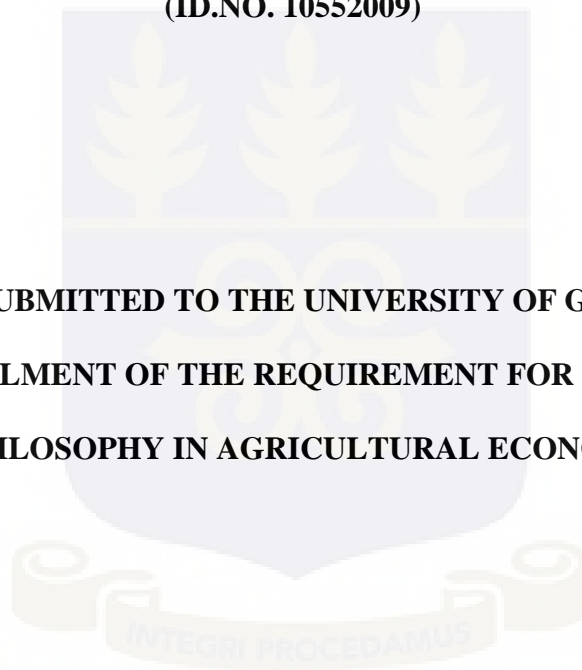 (ID.NO. 10552009)
UBMITTED TO THE UNIVERSITY OF G
LMENT OF THE REQUIREMENT FOR
ILOSOPHY IN AGRICULTURAL ECON
INTEGRI PROCEDAMUS